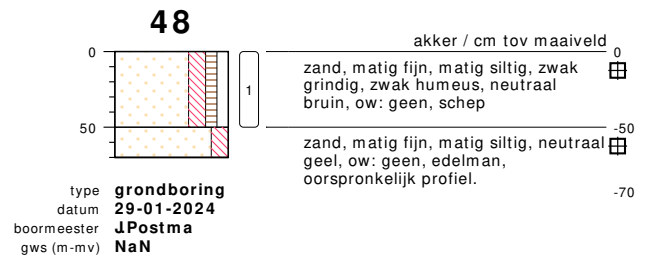 48
akker / cm tov maaiveld
0
0
zand, matig fijn, matig siltig, zwak
grindig, zwak humeus, neutraal
bruin, ow: geen, schep
1
50
-50
zand, matig fijn, matig siltig, neutraal
geel, ow: geen, edelman,
oorspronkelijk profiel.
-70
type grondboring
datum 29-01-2024
boormeester J.Postma
gws (m-mv) NaN